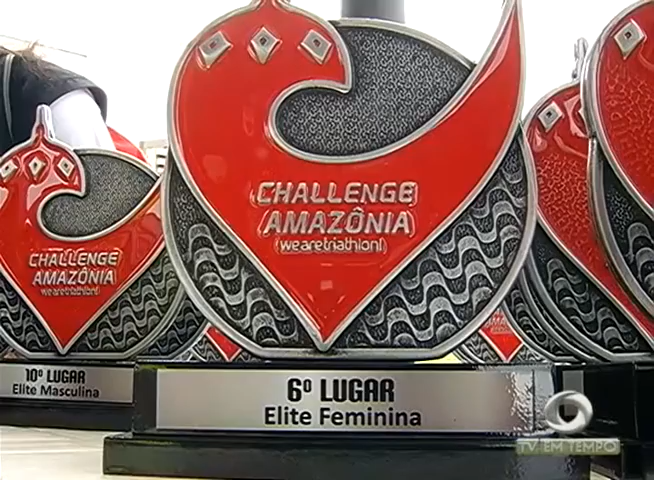 CHALLENGE
AMAZÔNIA
(wearetriathlon!)
6º LUGAR
Elite Feminina
CHALLENGE
AMAZÔNIA
wearetriathlon!
10º LUGAR
Elite Masculina
TV EM TEMPO